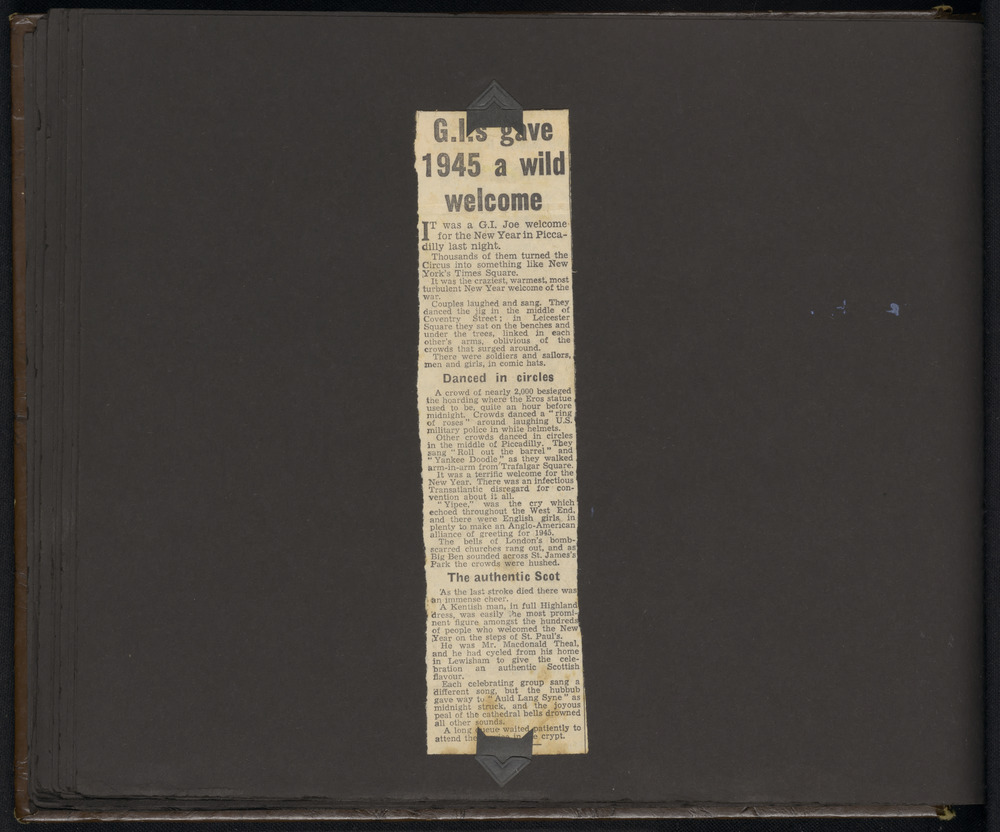 G.I.s gave
1945 a wild
welcome
IT was a G.I. Joe welcome
for the New Year in Picca-
dilly last night.
Thousands of them turned the
Circus into something like New
York's Times Square.
It was the craziest, warmest, most
turbulent New Year welcome of the
war.
Couples laughed and sang. They
danced the jig in the middle of
Coventry Street; in Leicester
Square they sat on the benches and
under the trees, linked in each
other's arms, oblivious of the
crowds that surged around.
There were soldiers and sailors,
men and girls, in comic hats.
Danced in circles
A crowd of nearly 2,000 besieged
the hoarding where the Eros statue
used to be, quite an hour before
midnight. Crowds danced a "ring
of roses" around laughing U.S.
military police in white helmets.
Other crowds danced in circles
in the middle of Piccadilly. They
sang "Roll out the barrel" and
"Yankee Doodle" as they walked
arm-in-arm from Trafalgar Square.
It was a terrific welcome for the
New Year. There was an infectious
Transatlantic disregard for con-
vention about it all.
"Yipee," was the cry which
echoed throughout the West End,
and there were English girls in
plenty to make an Anglo-American
alliance of greeting for 1945.
The bells of London's bomb-
scarred churches rang out, and as
Big Ben sounded across St. James's
Park the crowds were hushed.
The authentic Scot
As the last stroke died there was
an immense cheer.
A Kentish man, in full Highland
dress, was easily the most promi-
nent figure amongst the hundreds
of people who welcomed the New
Year on the steps of St. Paul's.
He was Mr. Macdonald Theal,
and he had cycled from his home
in Lewisham to give the cele-
bration an authentic Scottish
flavour.
Each celebrating group sang a
different song, but the hubbub
gave way to "Auld Lang Syne" as
midnight struck, and the joyous
peal of the cathedral bells drowned
all other sounds.
A long queue waited patiently to
attend the in crypt.